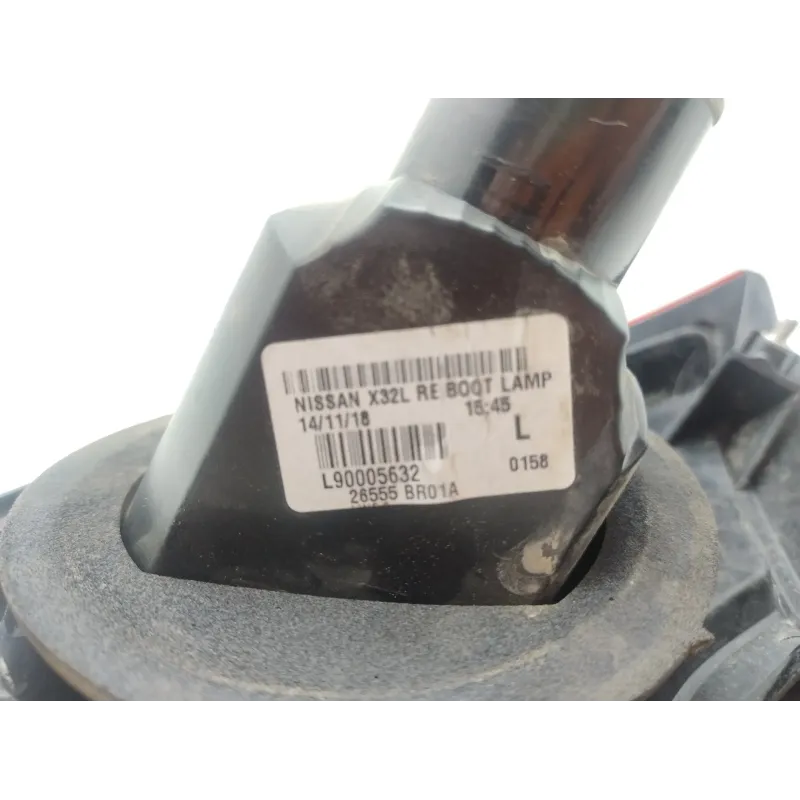 NISSAN X32L RE BOOT LAMP
14/11/18 15:45
L
L90005632 0158
26555 BR01A